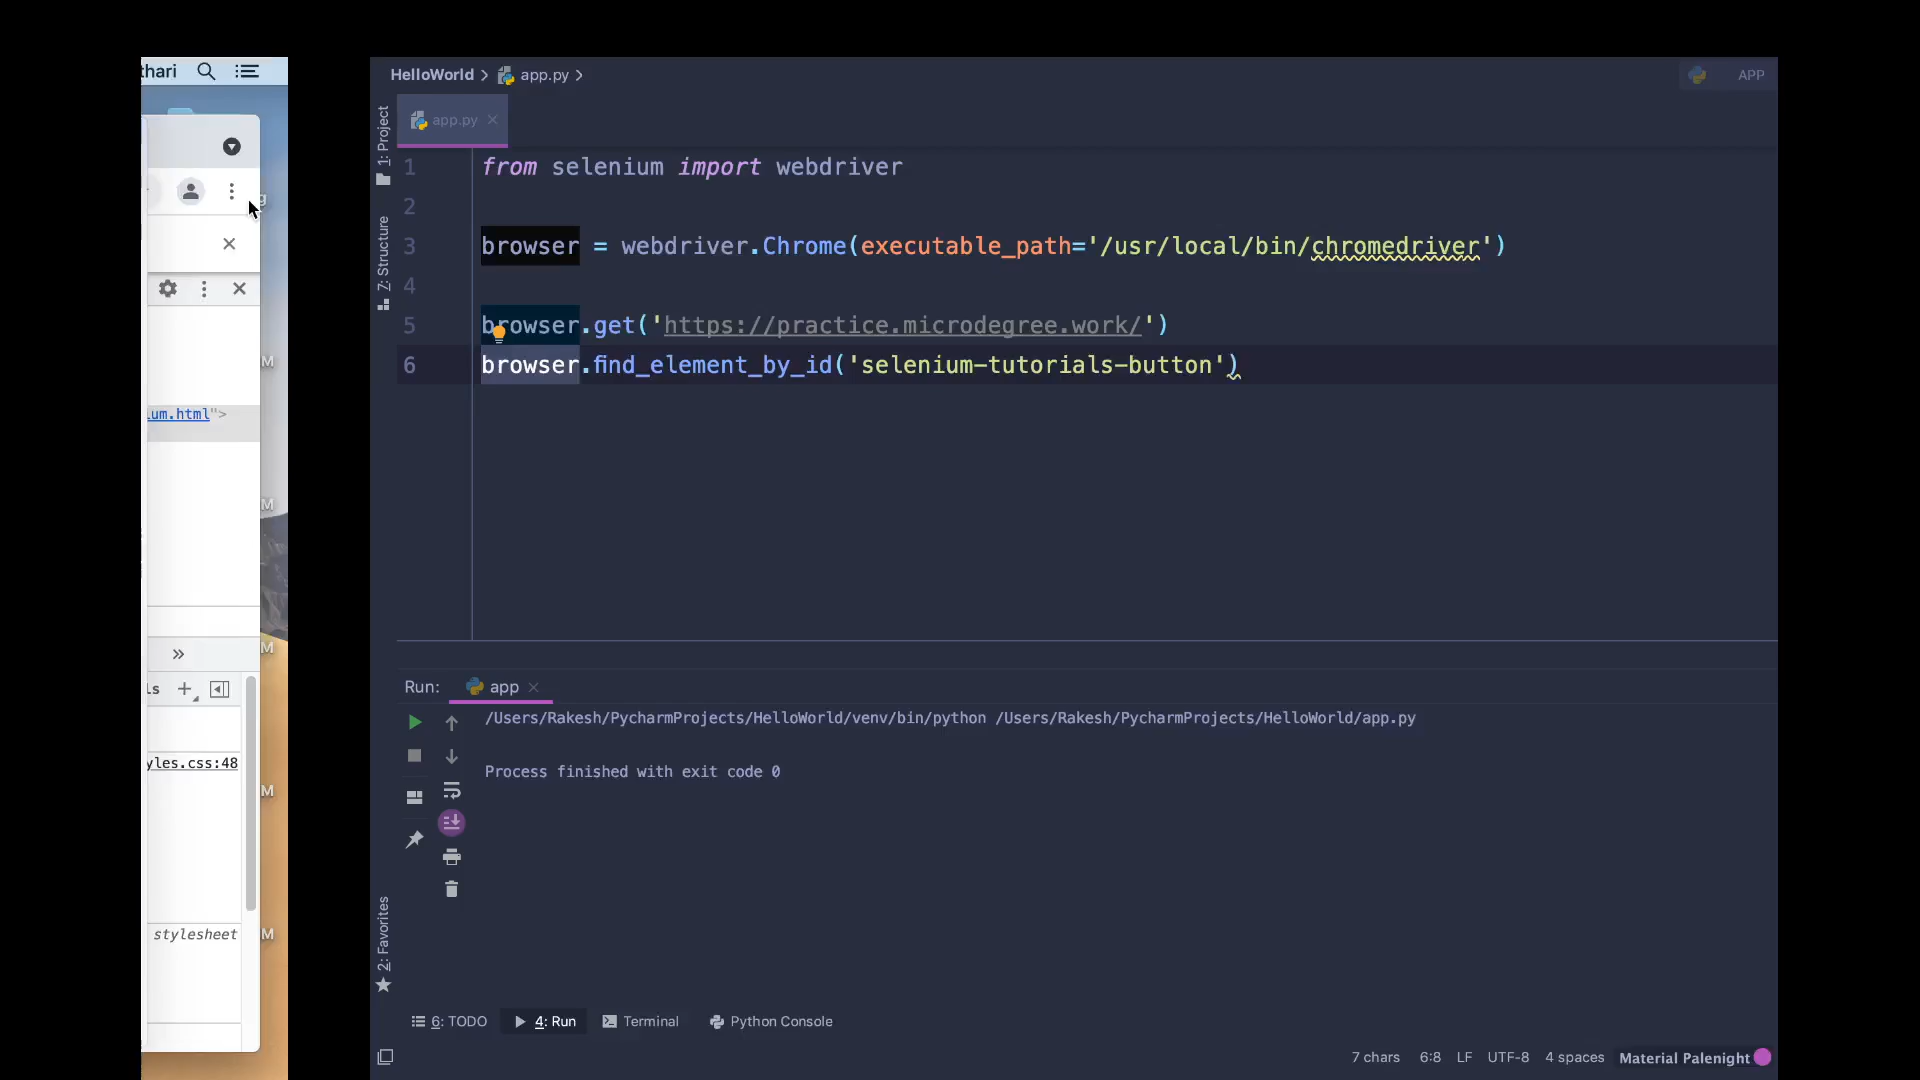 thari
um.html">
ls
yles.css:48
stylesheet
M
M
M
M
M
HelloWorld
app.py
APP
1: Project
7: Structure
2: Favorites
app.py
1 from selenium import webdriver
2
3 browser = webdriver.Chrome(executable_path='/usr/local/bin/chromedriver')
4
5 browser.get('https://practice.microdegree.work/')
6 browser.find_element_by_id('selenium-tutorials-button')
Run: app
/Users/Rakesh/PycharmProjects/HelloWorld/venv/bin/python /Users/Rakesh/PycharmProjects/HelloWorld/app.py
Process finished with exit code 0
6: TODO 4: Run Terminal Python Console
7 chars 6:8 LF UTF-8 4 spaces Material Palenight